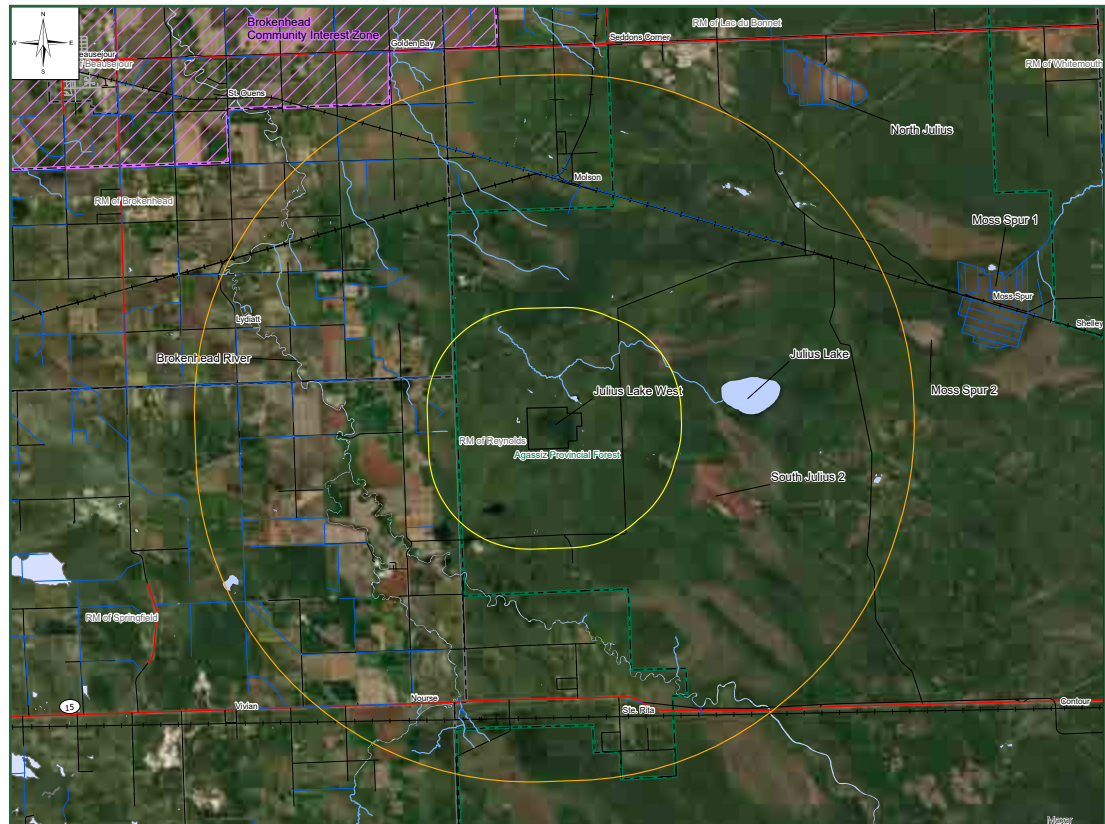 N
W
E
S
Brokenhead
Community Interest Zone
Golden Bay
Seddons Corner
RM of Lac du Bonnet
RM of Whitemouth
eausejour
of Beausejour
St. Ouens
North Julius
Molson
RM of Brokenhead
Moss Spur 1
Moss Spur
Shelley
Lydiatt
Brokenhead River
Julius Lake
Julius Lake West
Moss Spur 2
RM of Reynolds
Agassiz Provincial Forest
South Julius 2
RM of Springfield
15
Vivian
Nourse
Ste. Rita
Contour